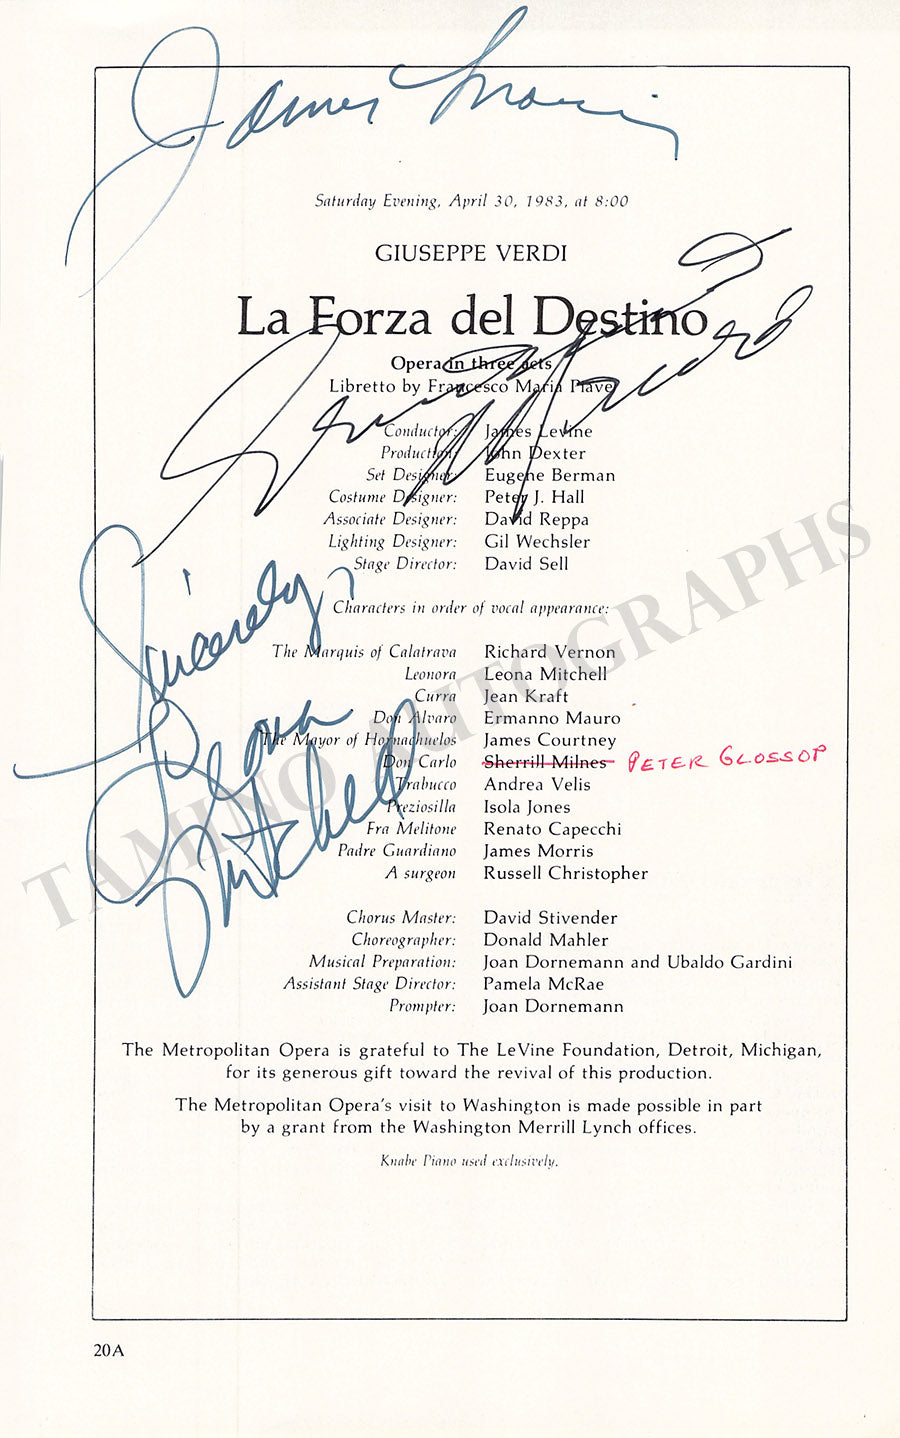 James Morris
Saturday Evening, April 30, 1983, at 8:00
GIUSEPPE VERDI
La Forza del Destino
Ermanno Mauro
Opera in three acts
Libretto by Francesco Maria Piave
Conductor: James Levine
Production: John Dexter
Set Designer: Eugene Berman
Costume Designer: Peter J. Hall
Associate Designer: David Reppa
Lighting Designer: Gil Wechsler
Stage Director: David Sell
Sincerely,
Characters in order of vocal appearance:
The Marquis of Calatrava Richard Vernon
Leonora Leona Mitchell
Curra Jean Kraft
Don Alvaro Ermanno Mauro
The Mayor of Hornachuelos James Courtney
Don Carlo Sherrill Milnes PETER GLOSSOP
Trabucco Andrea Velis
Preziosilla Isola Jones
Fra Melitone Renato Capecchi
Padre Guardiano James Morris
A surgeon Russell Christopher
Leona
Mitchell
Chorus Master: David Stivender
Choreographer: Donald Mahler
Musical Preparation: Joan Dornemann and Ubaldo Gardini
Assistant Stage Director: Pamela McRae
Prompter: Joan Dornemann
The Metropolitan Opera is grateful to The LeVine Foundation, Detroit, Michigan,
for its generous gift toward the revival of this production.
The Metropolitan Opera's visit to Washington is made possible in part
by a grant from the Washington Merrill Lynch offices.
Knabe Piano used exclusively.
20A
TAMINO AUTOGRAPHS